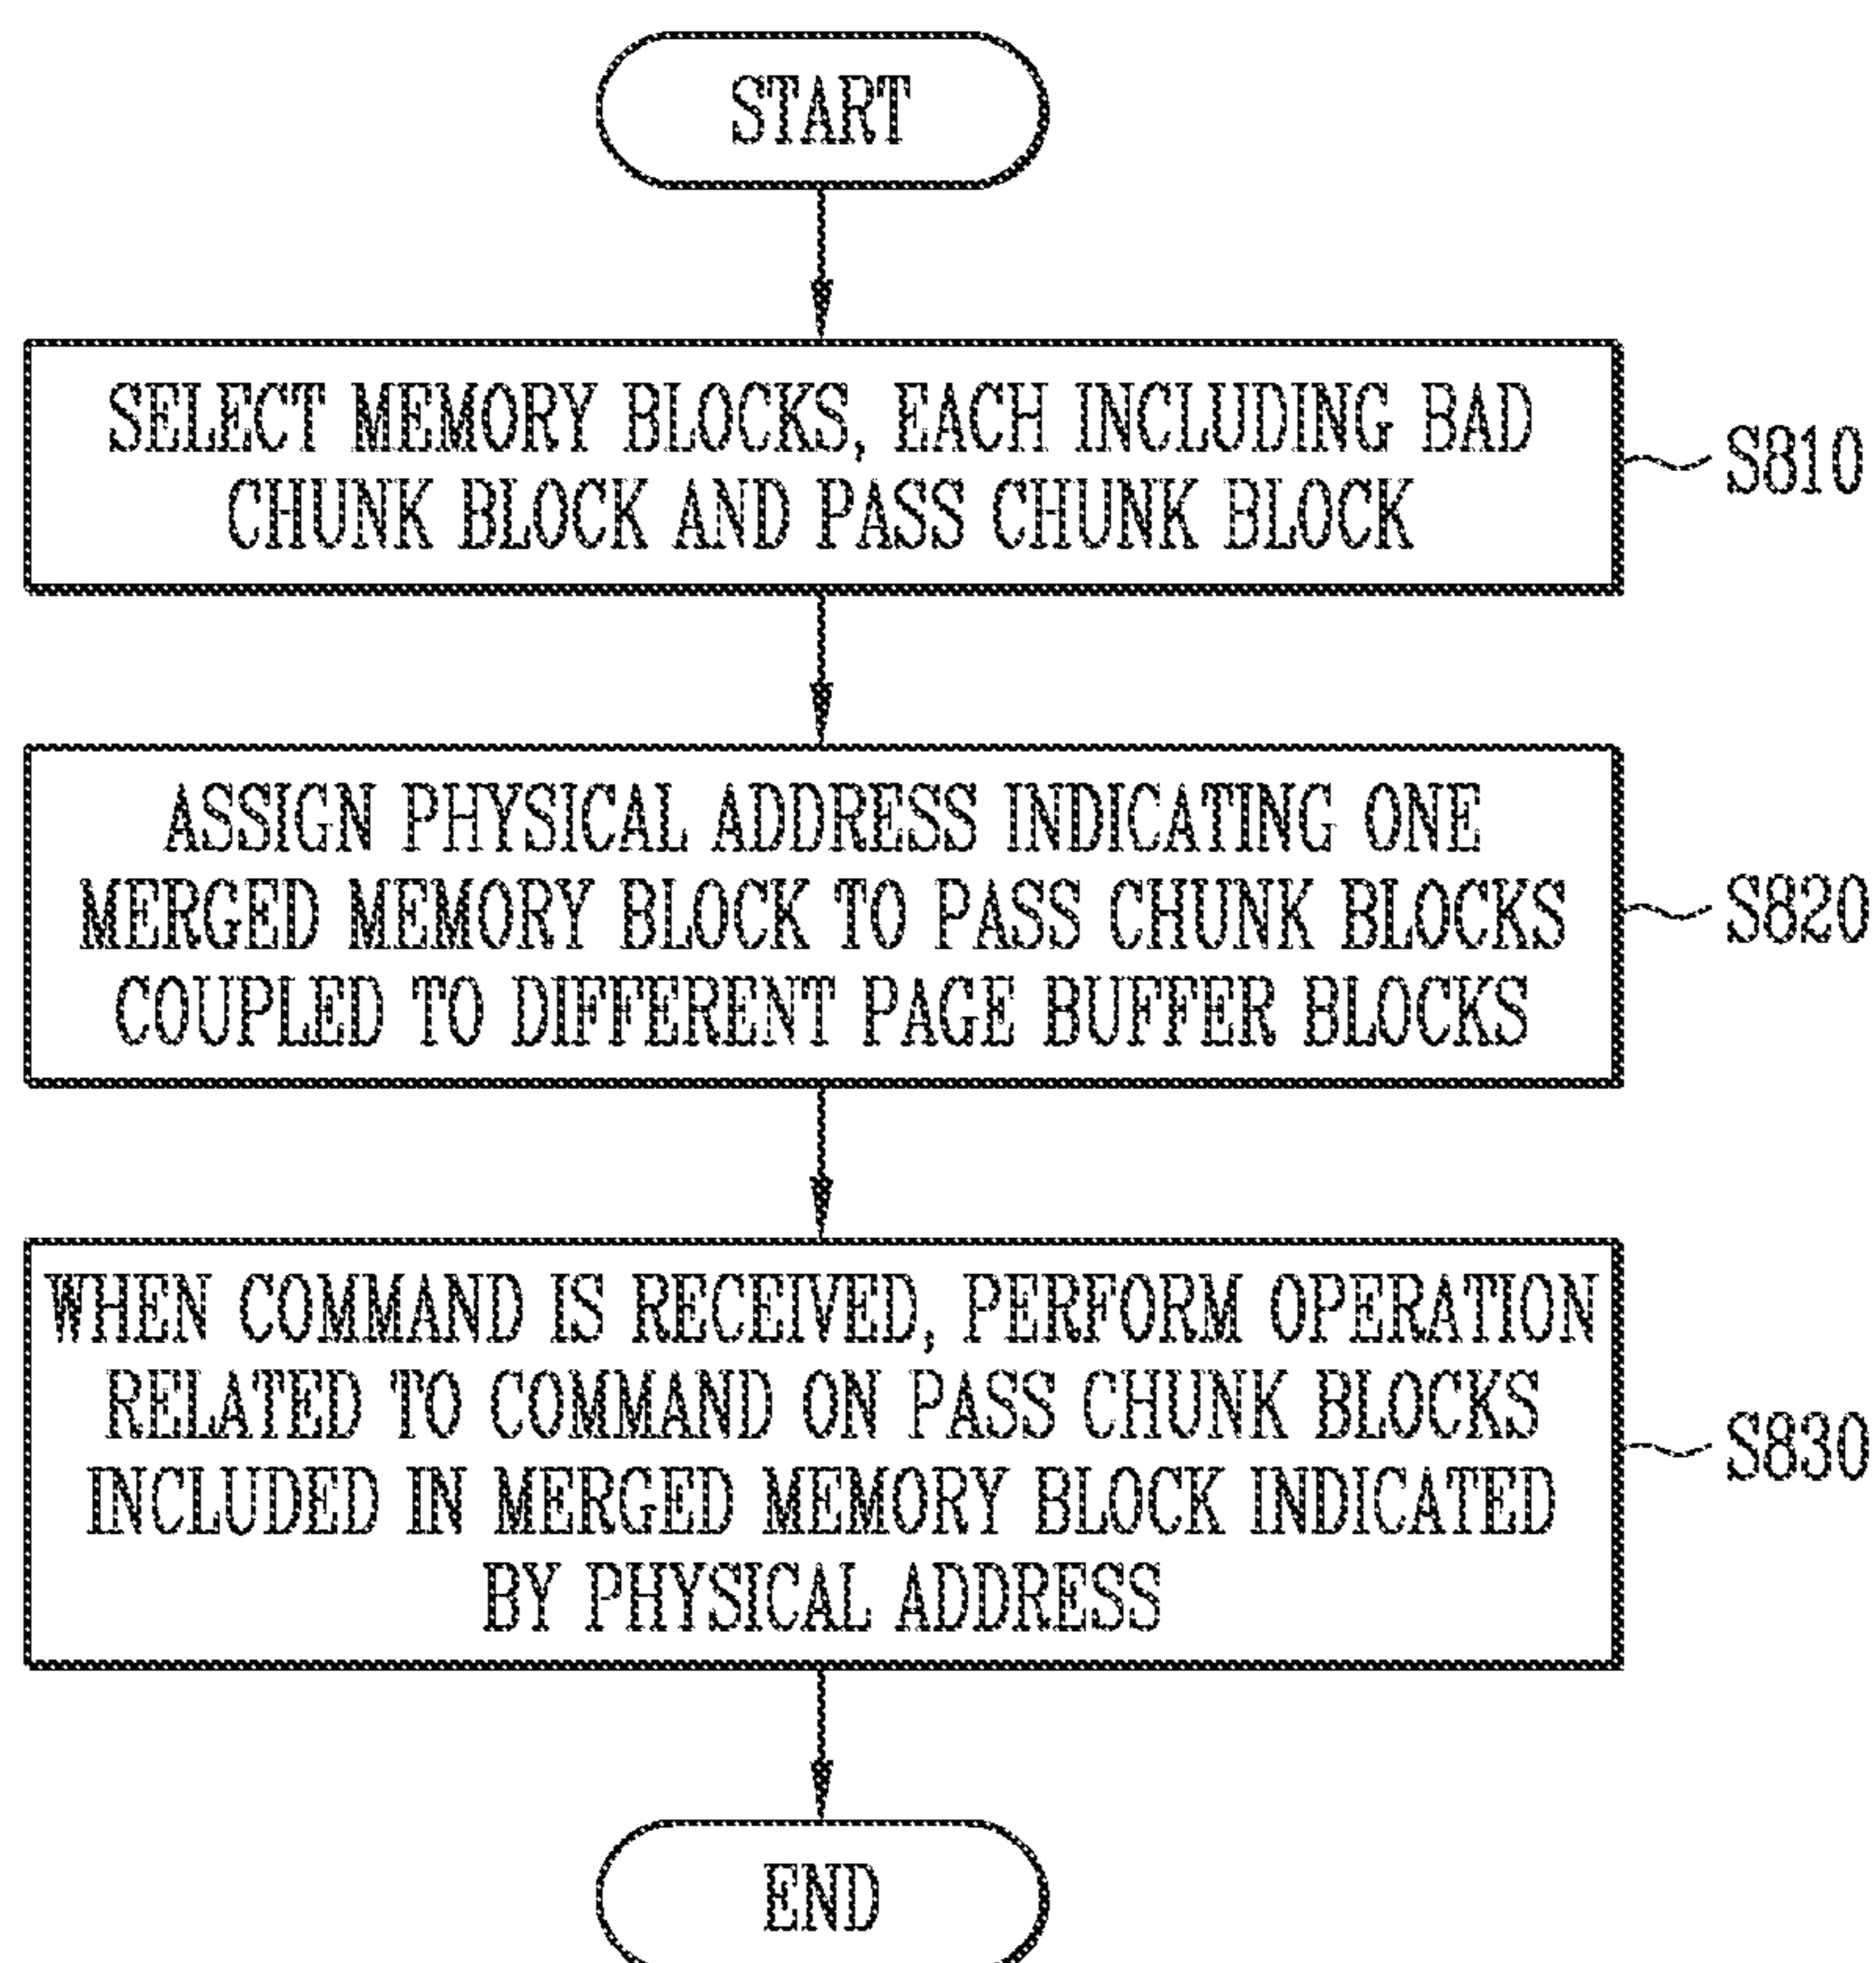 START
SELECT MEMORY BLOCKS, EACH INCLUDING BAD
CHUNK BLOCK AND PASS CHUNK BLOCK
S810
ASSIGN PHYSICAL ADDRESS INDICATING ONE
MERGED MEMORY BLOCK TO PASS CHUNK BLOCKS
COUPLED TO DIFFERENT PAGE BUFFER BLOCKS
S820
WHEN COMMAND IS RECEIVED, PERFORM OPERATION
RELATED TO COMMAND ON PASS CHUNK BLOCKS
INCLUDED IN MERGED MEMORY BLOCK INDICATED
BY PHYSICAL ADDRESS
S830
END